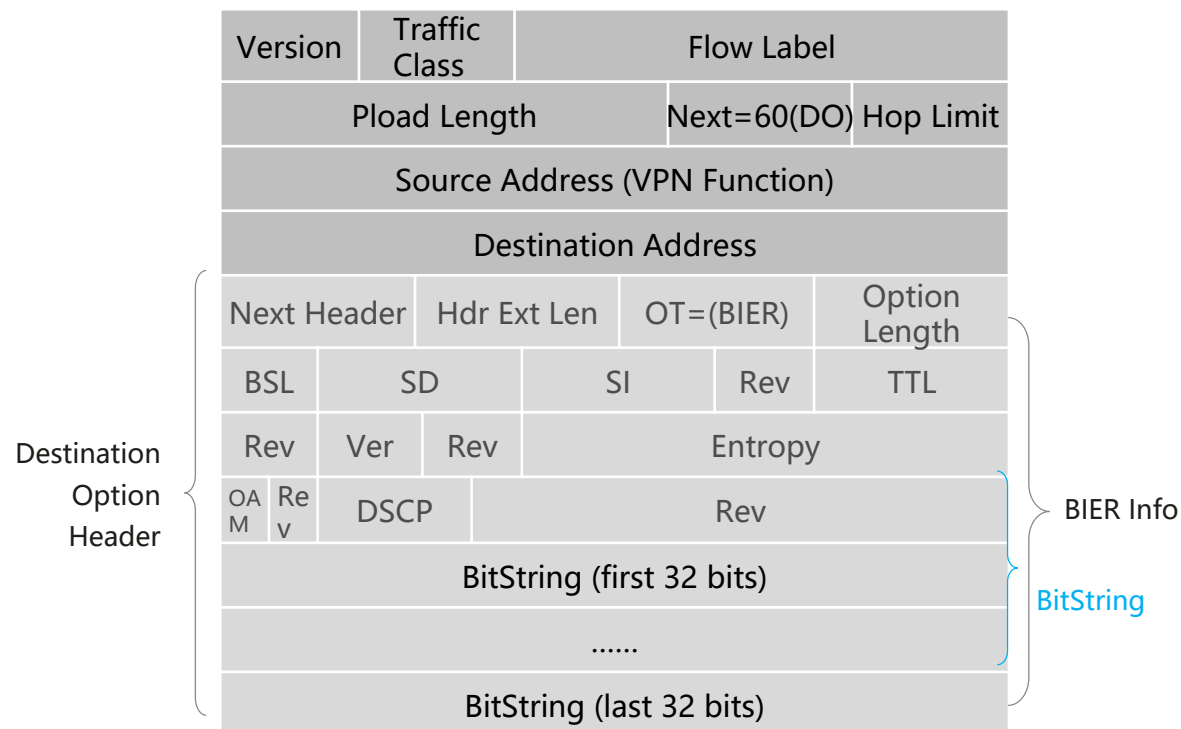 Version
Traffic
Class
Flow Label
Pload Length
Next=60(DO)
Hop Limit
Source Address (VPN Function)
Destination Address
Next Header
Hdr Ext Len
OT=(BIER)
Option
Length
BSL
SD
SI
Rev
TTL
Rev
Ver
Rev
Entropy
OA
M
Re
v
DSCP
Rev
BitString (first 32 bits)
......
BitString (last 32 bits)
Destination
Option
Header
BIER Info
BitString